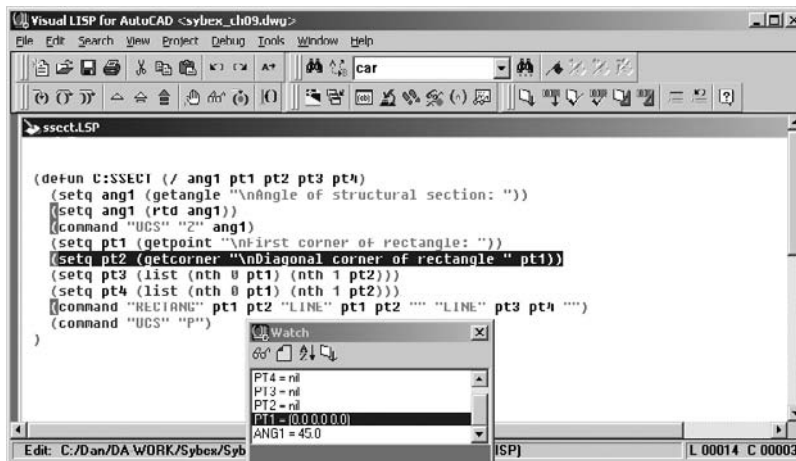 Visual LISP for AutoCAD <sybex_ch09.dwg>
File Edit Search View Project Debug Tools Window Help
car
ssect.LSP
(defun C:SSECT (/ ang1 pt1 pt2 pt3 pt4)
(setq ang1 (getangle "\nAngle of structural section: "))
(setq ang1 (rtd ang1))
(command "UCS" "Z" ang1)
(setq pt1 (getpoint "\nFirst corner of rectangle: "))
(setq pt2 (getcorner "\nDiagonal corner of rectangle " pt1))
(setq pt3 (list (nth 0 pt1) (nth 1 pt2)))
(setq pt4 (list (nth 0 pt1) (nth 1 pt2)))
(command "RECTANG" pt1 pt2 "LINE" pt1 pt2 "" "LINE" pt3 pt4 "")
(command "UCS" "P")
)
Watch
PT4 = nil
PT3 = nil
PT2 = nil
PT1 = (0.0 0.0 0.0)
ANG1 = 45.0
Edit: C:/Dan/DA WORK/Sybex/Syb
ISP)
L 00014 C 00003